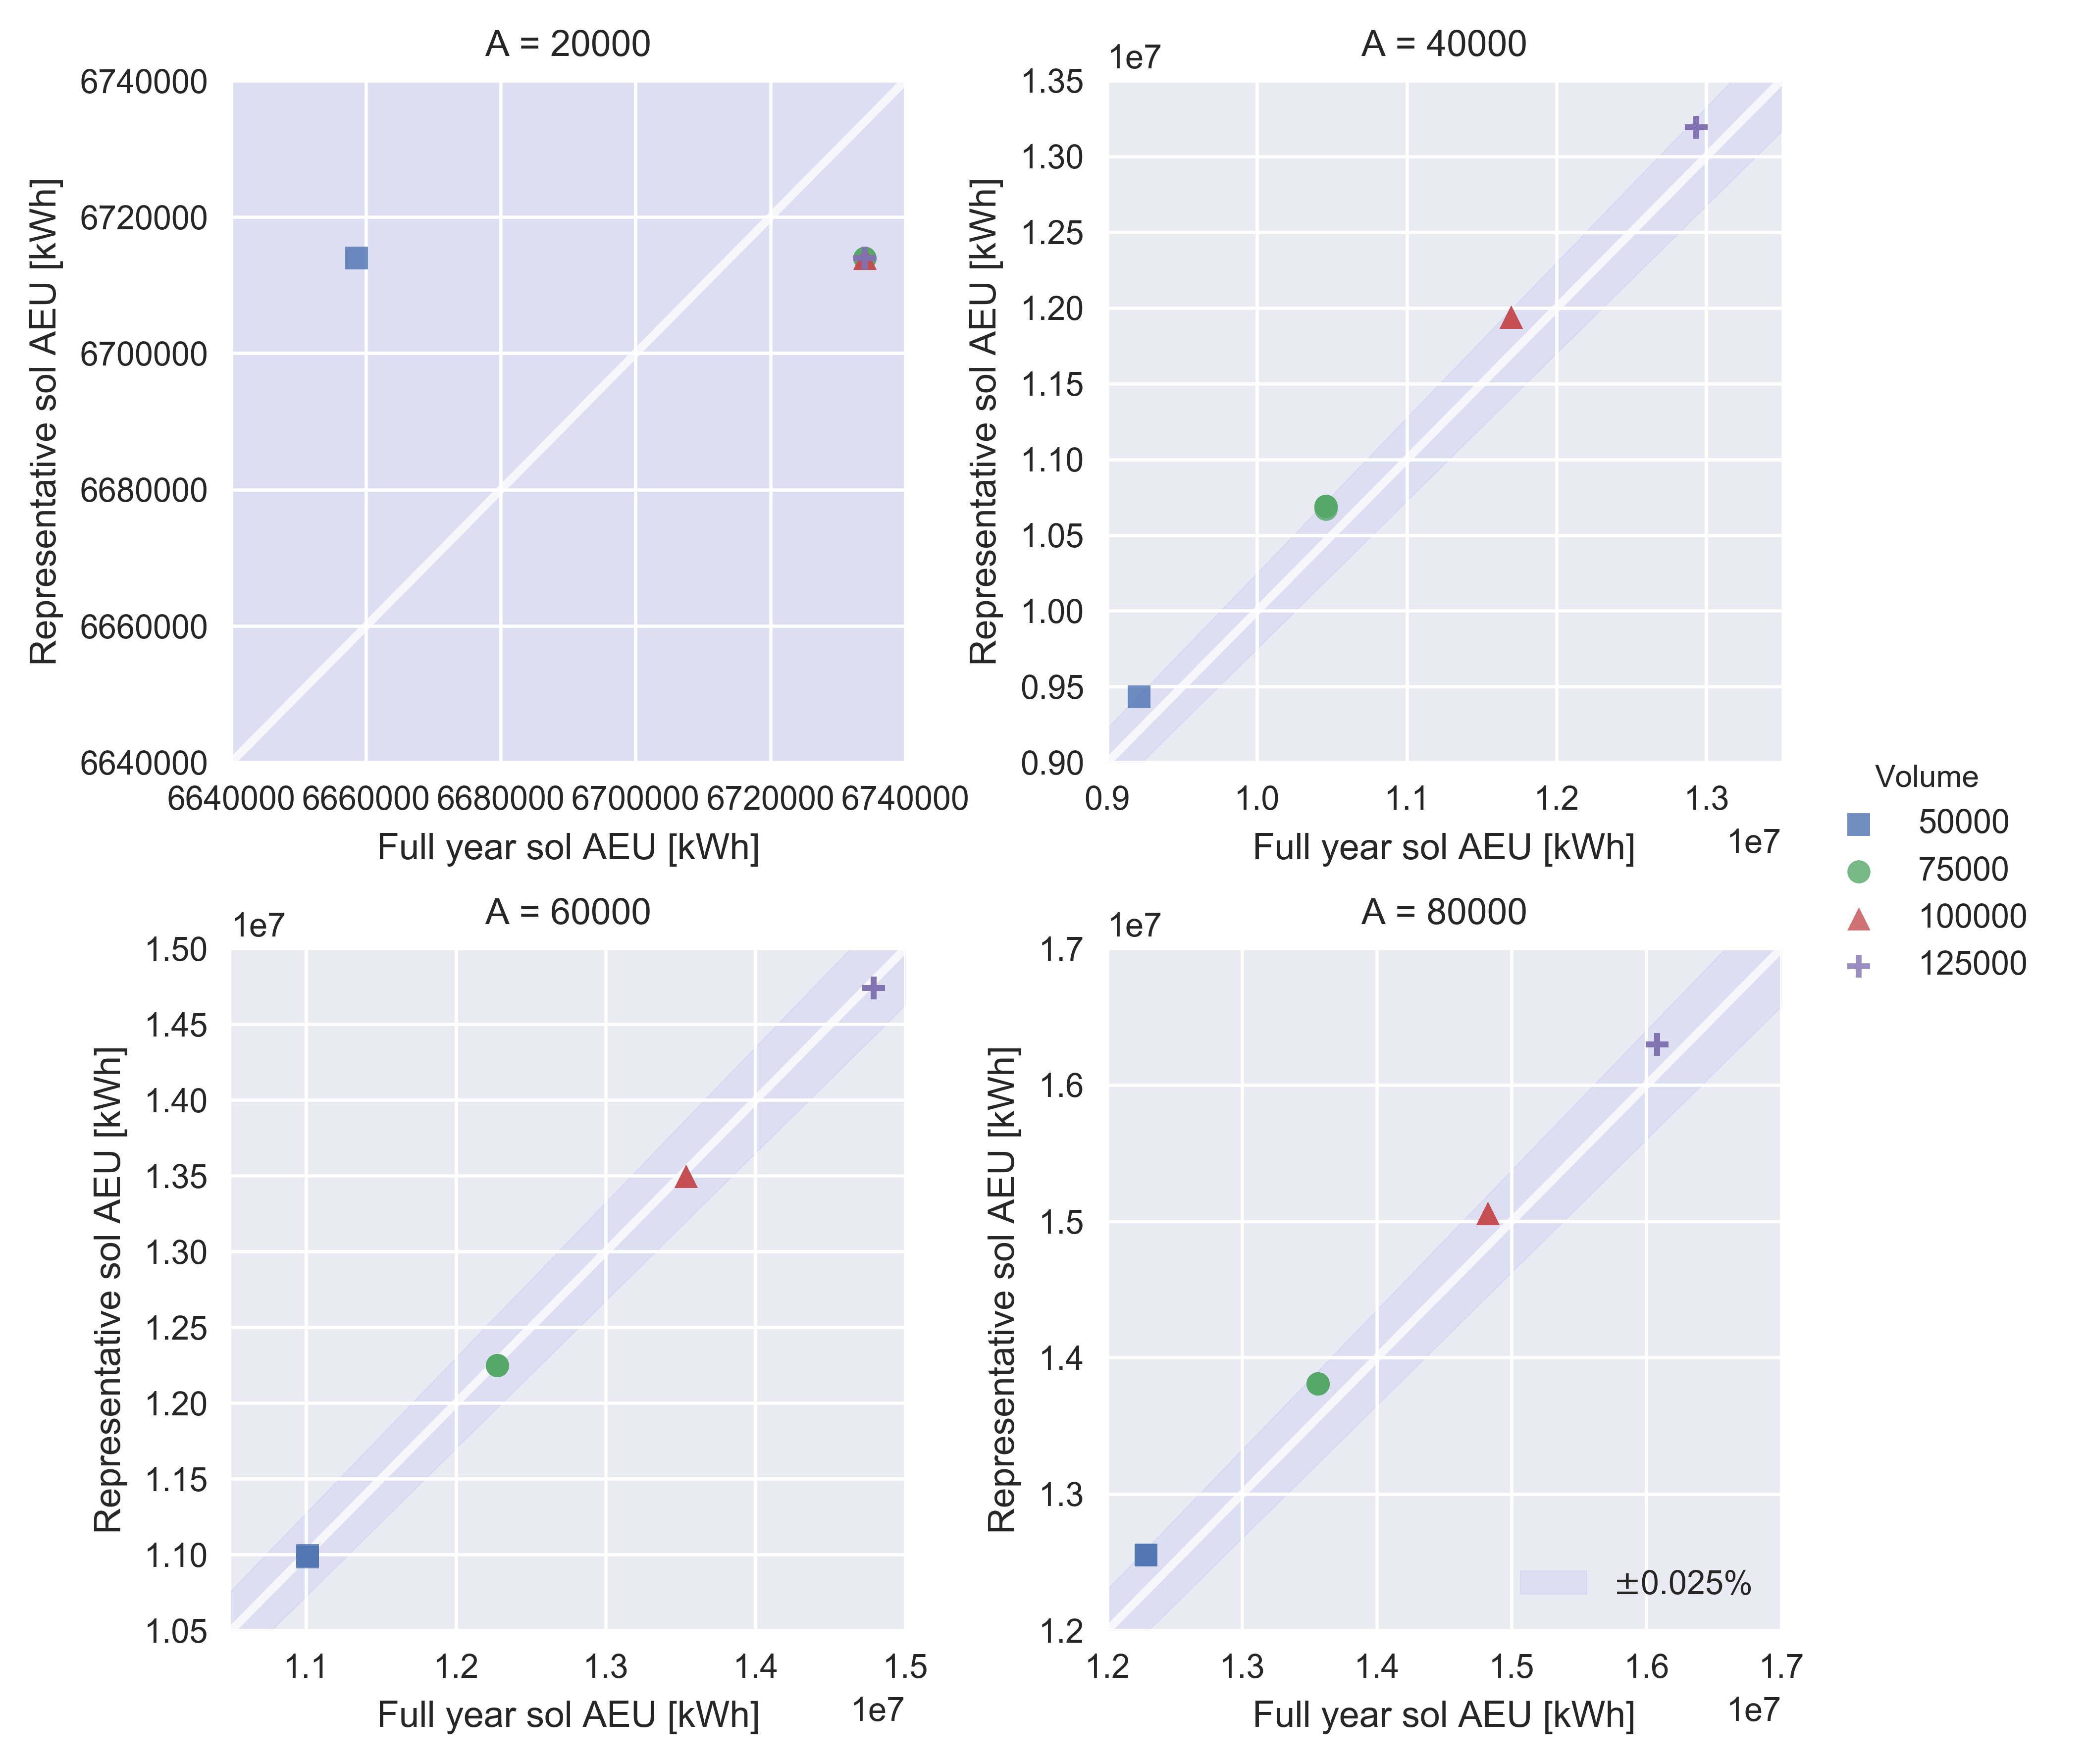 A = 20000
6740000
6720000
6700000
6680000
6660000
6640000
Representative sol AEU [kWh]
6640000 6660000 6680000 6700000 6720000 6740000
Full year sol AEU [kWh]
A = 40000
1e7
1.35
1.30
1.25
1.20
1.15
1.10
1.05
1.00
0.95
0.90
Representative sol AEU [kWh]
0.9 1.0 1.1 1.2 1.3
1e7
Full year sol AEU [kWh]
Volume
50000
75000
100000
125000
A = 60000
1e7
1.50
1.45
1.40
1.35
1.30
1.25
1.20
1.15
1.10
1.05
Representative sol AEU [kWh]
1.1 1.2 1.3 1.4 1.5
1e7
Full year sol AEU [kWh]
A = 80000
1e7
1.7
1.6
1.5
1.4
1.3
1.2
Representative sol AEU [kWh]
±0.025%
1.2 1.3 1.4 1.5 1.6 1.7
1e7
Full year sol AEU [kWh]